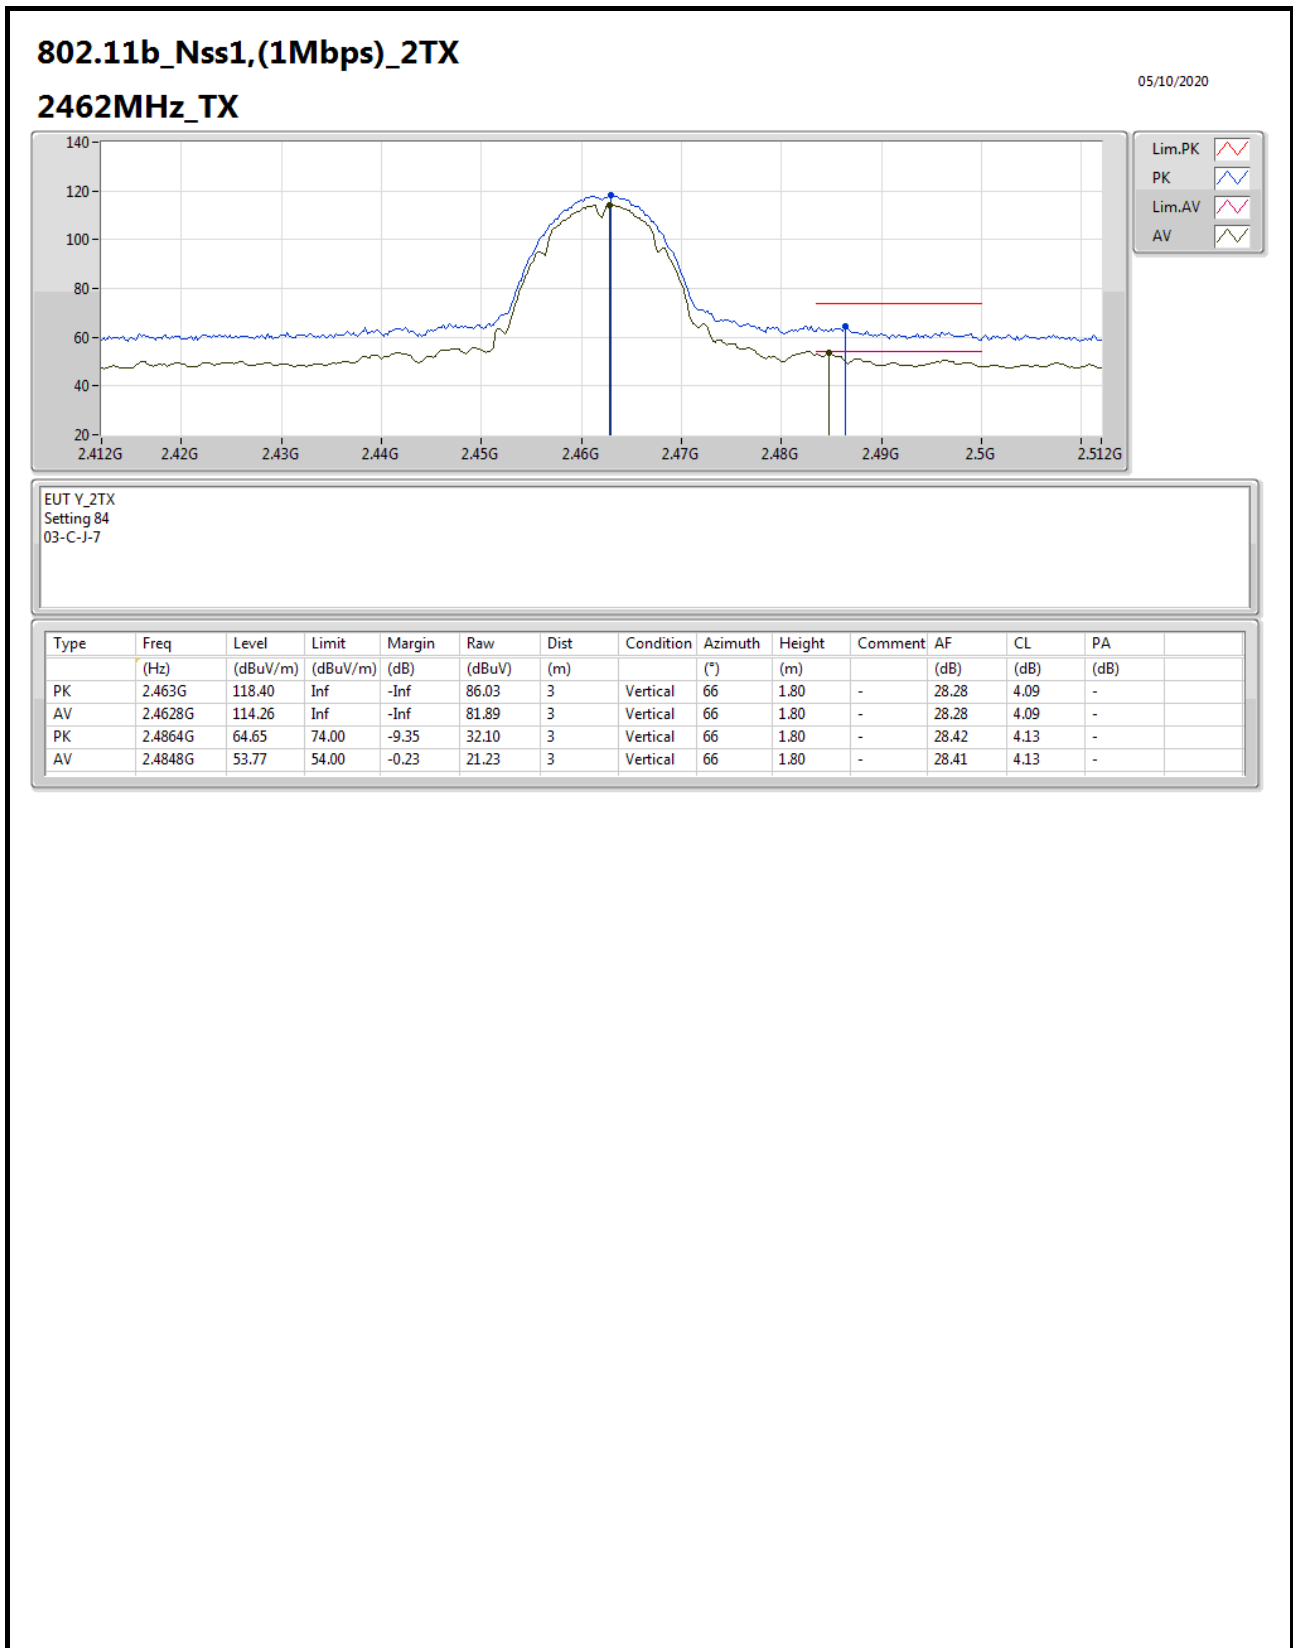 802.11b_Nss1,(1Mbps)_2TX
05/10/2020
2462MHz_TX
140
120
100
80
60
40
20
2.412G 2.42G 2.43G 2.44G 2.45G 2.46G 2.47G 2.48G 2.49G 2.5G 2.512G
Lim.PK
PK
Lim.AV
AV
EUT Y_2TX
Setting 84
03-C-J-7
Type Freq Level Limit Margin Raw Dist Condition Azimuth Height Comment AF CL PA
(Hz) (dBuV/m) (dBuV/m) (dB) (dBuV) (m) (°) (m) (dB) (dB) (dB)
PK 2.463G 118.40 Inf -Inf 86.03 3 Vertical 66 1.80 - 28.28 4.09 -
AV 2.4628G 114.26 Inf -Inf 81.89 3 Vertical 66 1.80 - 28.28 4.09 -
PK 2.4864G 64.65 74.00 -9.35 32.10 3 Vertical 66 1.80 - 28.42 4.13 -
AV 2.4848G 53.77 54.00 -0.23 21.23 3 Vertical 66 1.80 - 28.41 4.13 -